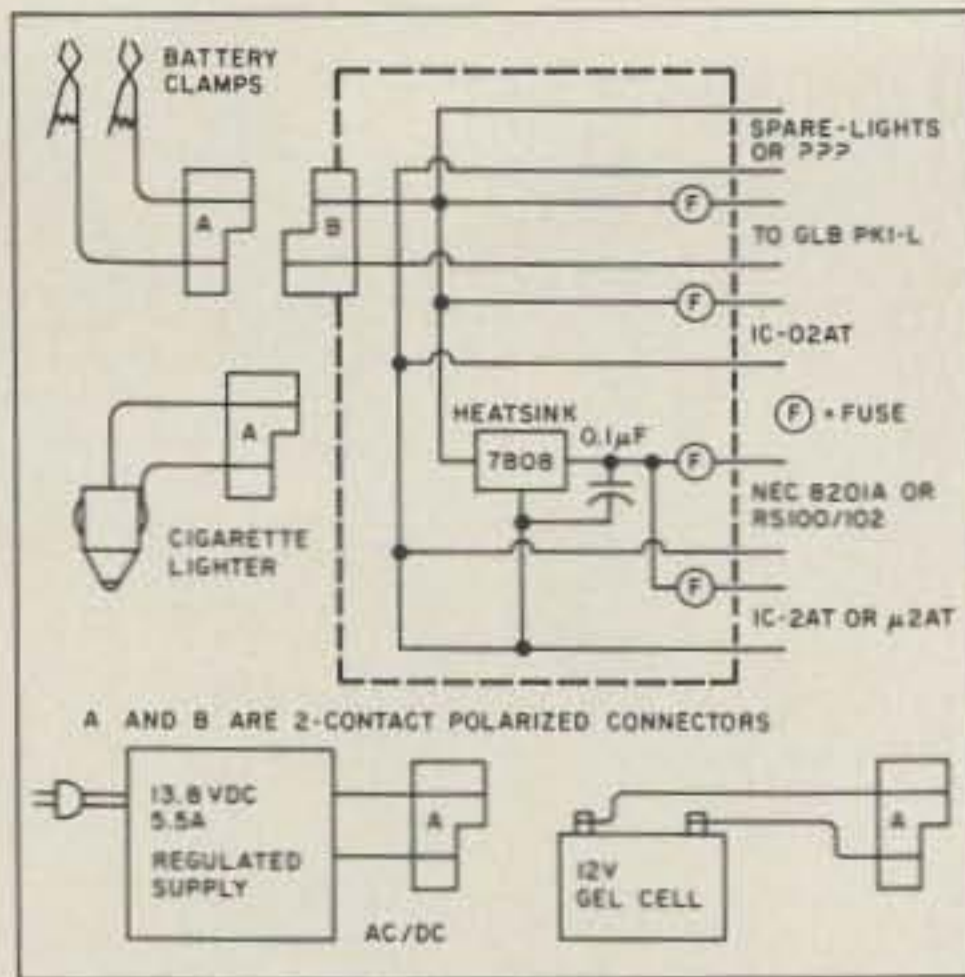 BATTERY
CLAMPS
A
B
SPARE-LIGHTS
OR ???
F
TO GLB PK1-L
F
IC-02AT
A
HEATSINK
7808
0.1µF
F
F = FUSE
NEC 8201A OR
RS100/102
CIGARETTE
LIGHTER
F
IC-2AT OR µ2AT
A AND B ARE 2-CONTACT POLARIZED CONNECTORS
13.8 VDC
5.5A
REGULATED
SUPPLY
A
AC/DC
12V
GEL CELL
A